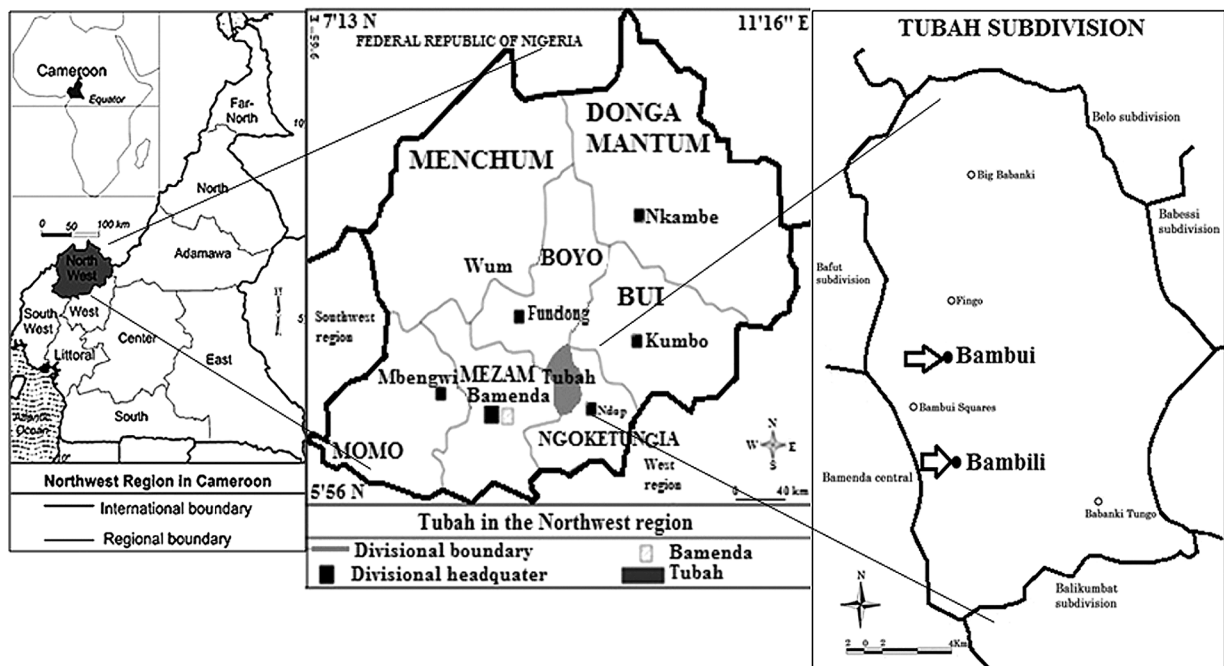 Cameroon
Equator
Far-
North
10°
North
0 50 100 km
Adamawa
North
West
South
West
West
Center
5°
Littoral
East
Atlantic
Ocean
South
10°
Northwest Region in Cameroon
International boundary
Regional boundary
7'13 N
11'16" E
FEDERAL REPUBLIC OF NIGERIA
DONGA
MANTUM
MENCHUM
Nkambe
BOYO
Wum
BUI
Fundong
Southwest
region
Kumbo
Mbengwi
MEZAM
Tubah
Bamenda
Ndop
NGOKETUNGIA
N
W
E
S
MOMO
West
region
5'56 N
0 40 km
Tubah in the Northwest region
Divisional boundary
Bamenda
Divisional headquater
Tubah
TUBAH SUBDIVISION
Belo subdivision
Big Babanki
Babessi
subdivision
Bafut
subdivision
Fingo
Bambui
Bambui Squares
Bambili
Bamenda central
Babanki Tungo
N
Balikumbat
subdivision
2 0 2 4Km